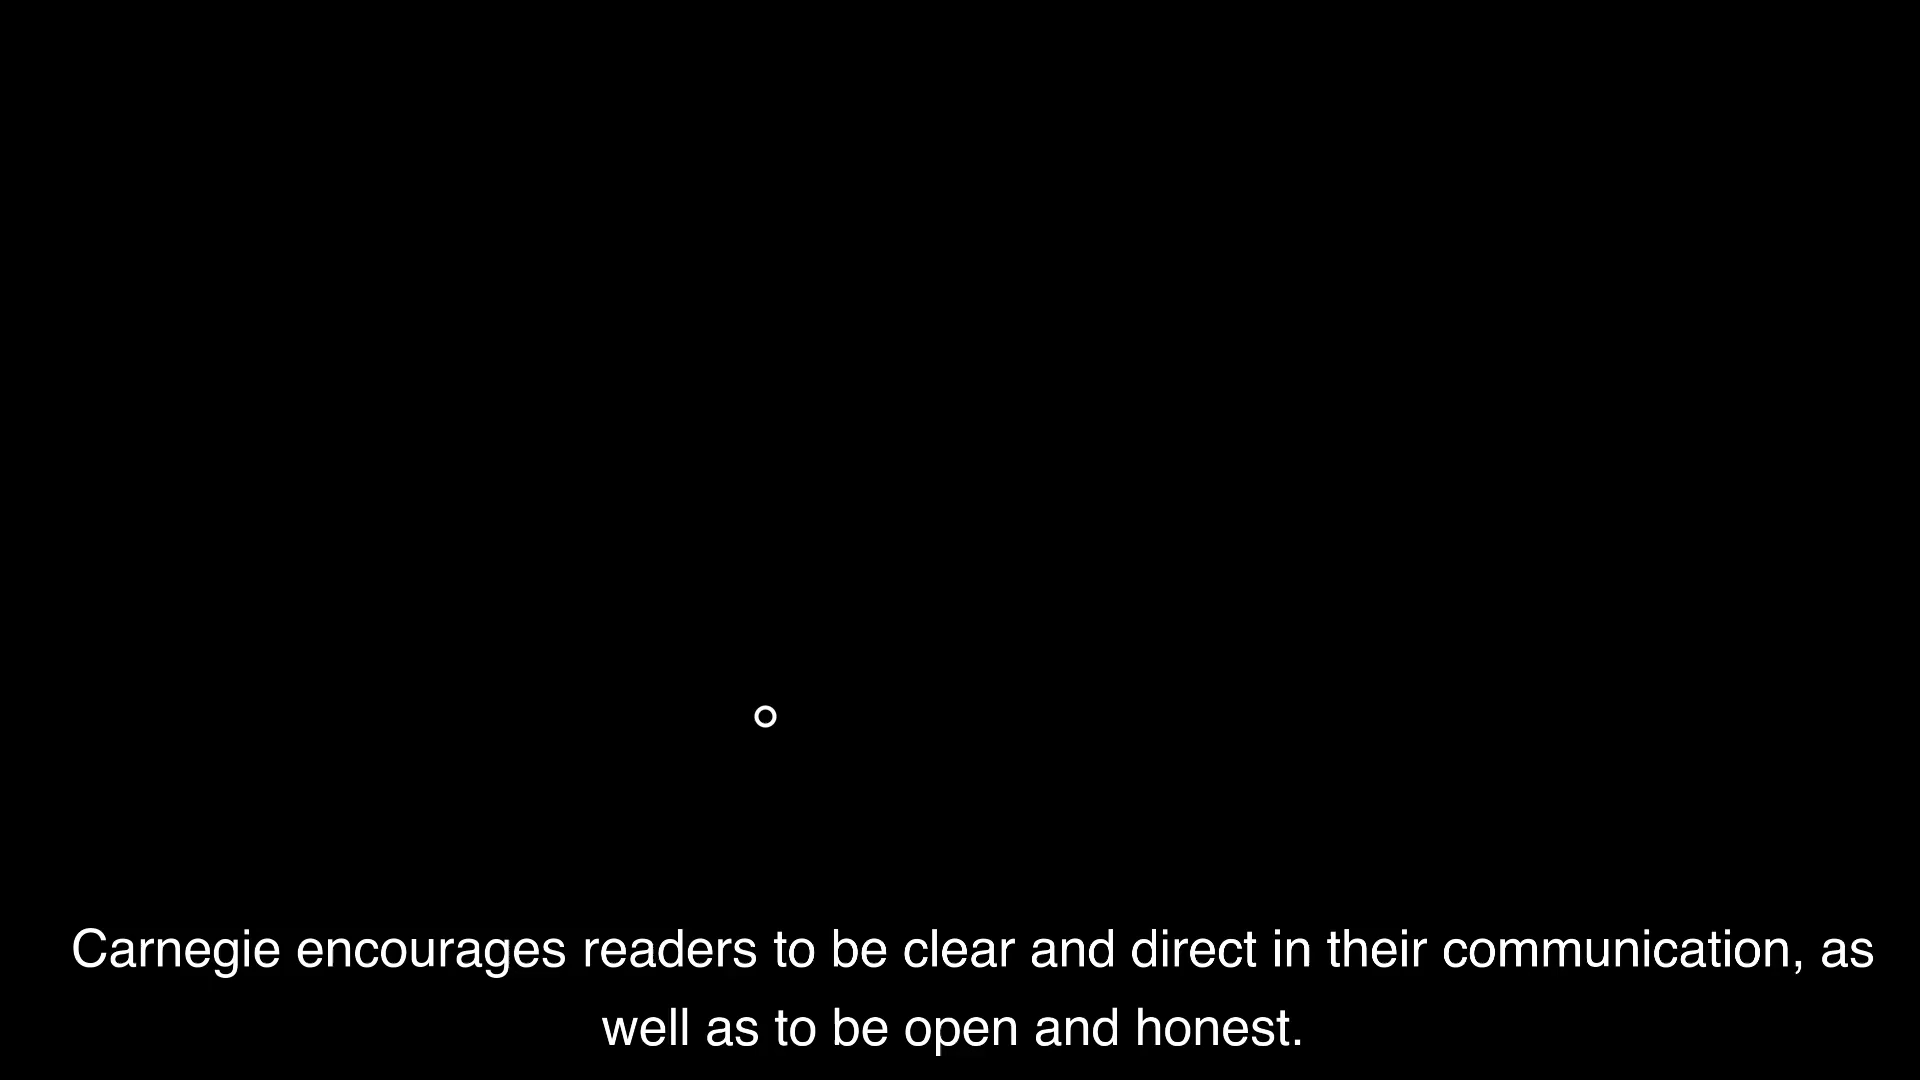 Carnegie encourages readers to be clear and direct in their communication, as
well as to be open and honest.